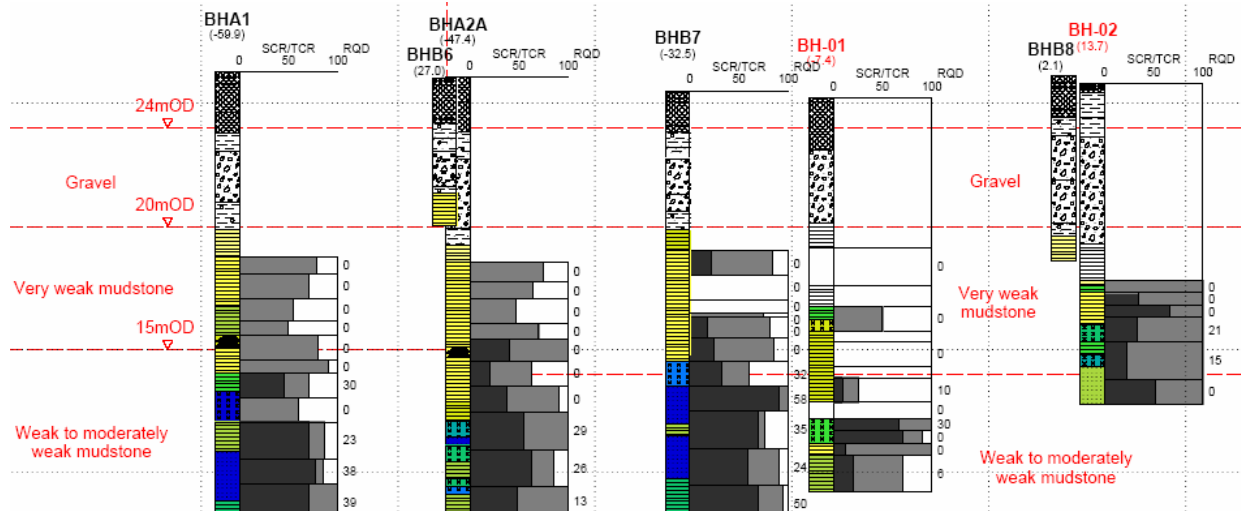 BHA1
(-59.9)
SCR/TCR RQD
0 50 100
BHA2A
(-47.4)
BHB6
(27.0)
SCR/TCR RQD
0 50 100
BHB7
(-32.5)
SCR/TCR RQD
0 50 100
BH-01
(-7.4)
SCR/TCR RQD
0 50 100
BH-02
(13.7)
BHB8
(2.1)
SCR/TCR RQD
0 50 100
24mOD
Gravel
20mOD
Very weak mudstone
15mOD
Weak to moderately
weak mudstone
0
0
0
0
0
0
30
0
23
38
39
0
0
0
0
0
0
0
29
26
13
0
0
0
0
32
58
35
24
50
0
0
0
10
30
0
0
6
Gravel
Very weak
mudstone
Weak to moderately
weak mudstone
0
0
0
21
15
0